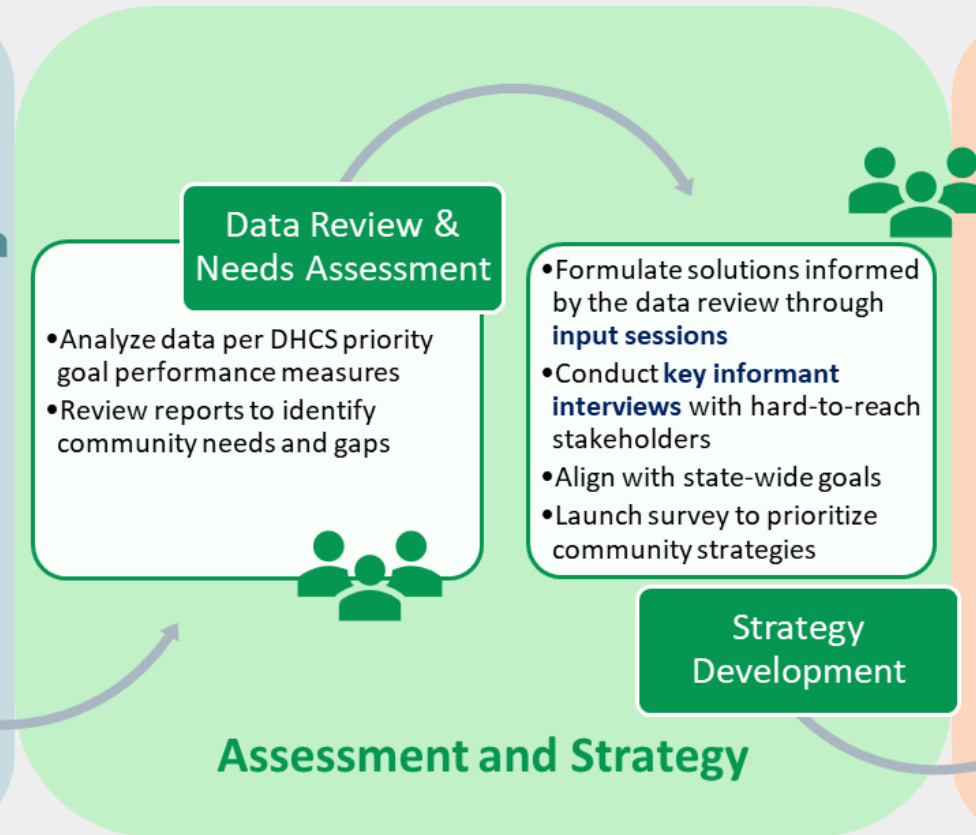 Data Review &
Needs Assessment
•Analyze data per DHCS priority
goal performance measures
•Review reports to identify
community needs and gaps
•Formulate solutions informed
by the data review through
input sessions
•Conduct key informant
interviews with hard-to-reach
stakeholders
•Align with state-wide goals
•Launch survey to prioritize
community strategies
Strategy
Development
Assessment and Strategy